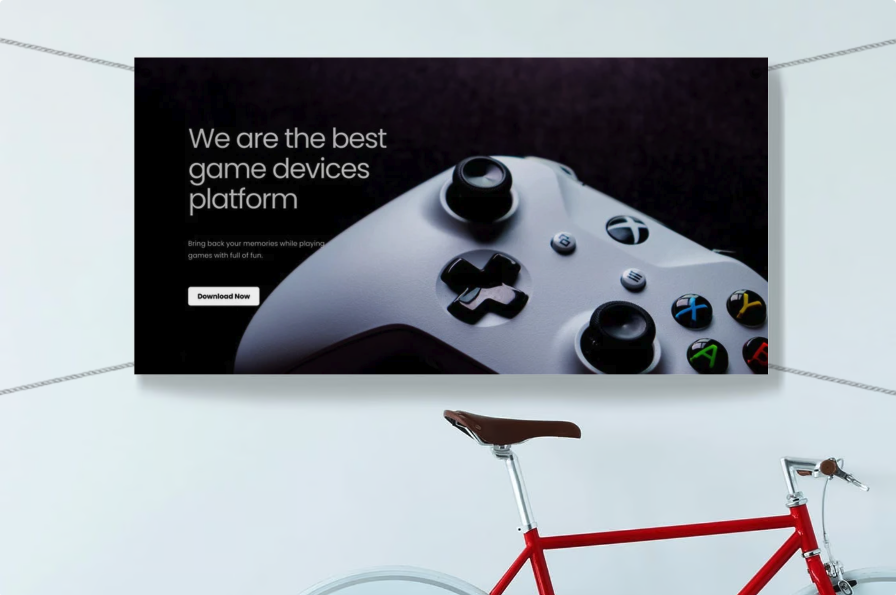 We are the best
game devices
platform
Bring back your memories while playing
games with full of fun.
Download Now
X
Y
A
B